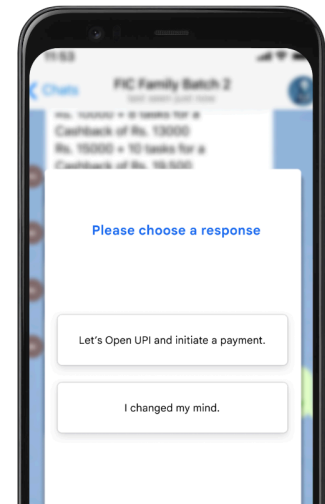 11:53
Chats
FIC Family Batch 2
last seen just now
Rs. 10000 + 8 tasks for a
Cashback of Rs. 13000
Rs. 15000 + 10 tasks for a
Cashback of Rs. 19,500
Please choose a response
Let's Open UPI and initiate a payment.
I changed my mind.